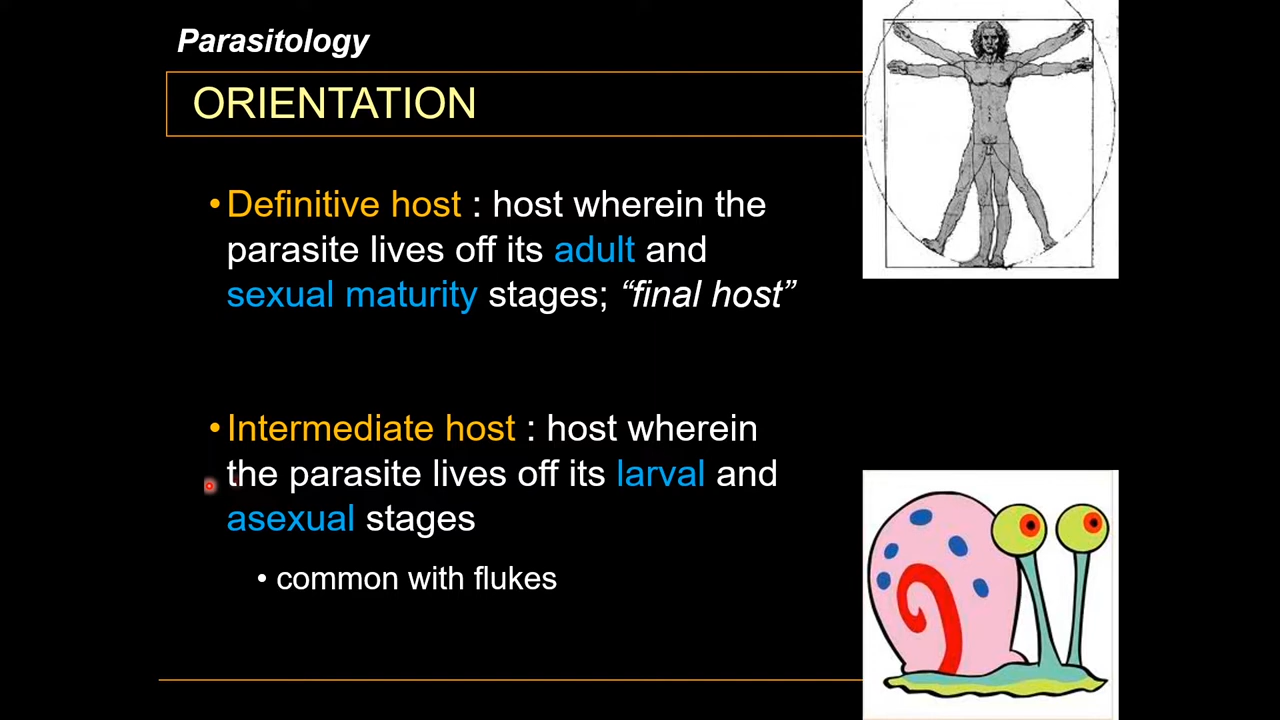 Parasitology
ORIENTATION
• Definitive host : host wherein the
parasite lives off its adult and
sexual maturity stages; “final host”
• Intermediate host : host wherein
the parasite lives off its larval and
asexual stages
• common with flukes